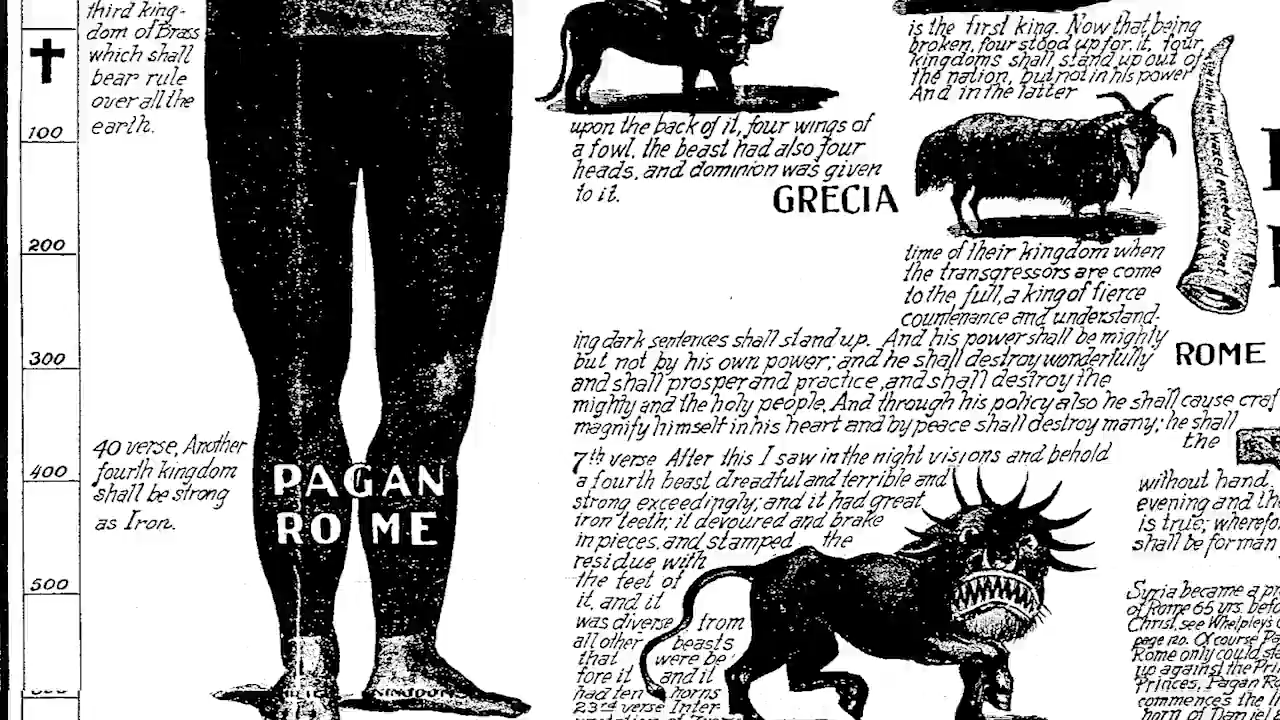 third king-
dom of Brass
which shall
bear rule
over all the
earth.
100
200
300
400
500
40 verse, Another
fourth kingdom
shall be strong
as Iron.
PAGAN
ROME
upon the back of it, four wings of
a fowl, the beast had also four
heads, and dominion was given
to it.
GRECIA
is the first king. Now that being
broken, four stood up for it, four
kingdoms shall stand up out of
the nation, but not in his power
And in the latter
time of their kingdom when
the transgressors are come
to the full, a king of fierce
countenance and understand-
ing dark sentences shall stand up. And his power shall be mighty
but not by his own power; and he shall destroy wonderfully
and shall prosper and practice, and shall destroy the
mighty and the holy people. And through his policy also he shall cause craf
magnify himself in his heart and by peace shall destroy many; he shall
the
ROME
7th verse After this I saw in the night visions and behold
a fourth beast dreadful and terrible and
strong exceedingly; and it had great
iron teeth; it devoured and brake
in pieces, and stamped the
residue with
the feet of
it, and it
was diverse from
all other beasts
that were be
fore it and it
had ten horns
23rd verse Inter-
without hand.
evening and th
is true; wherefo
shall be for man
Syria became a p
of Rome 65 yrs. befo
Christ, see Whelpley's
page 120. Of course
Rome only could st
up against the Pri
Princes, Pagan Ro
commences the
horn of Daniel